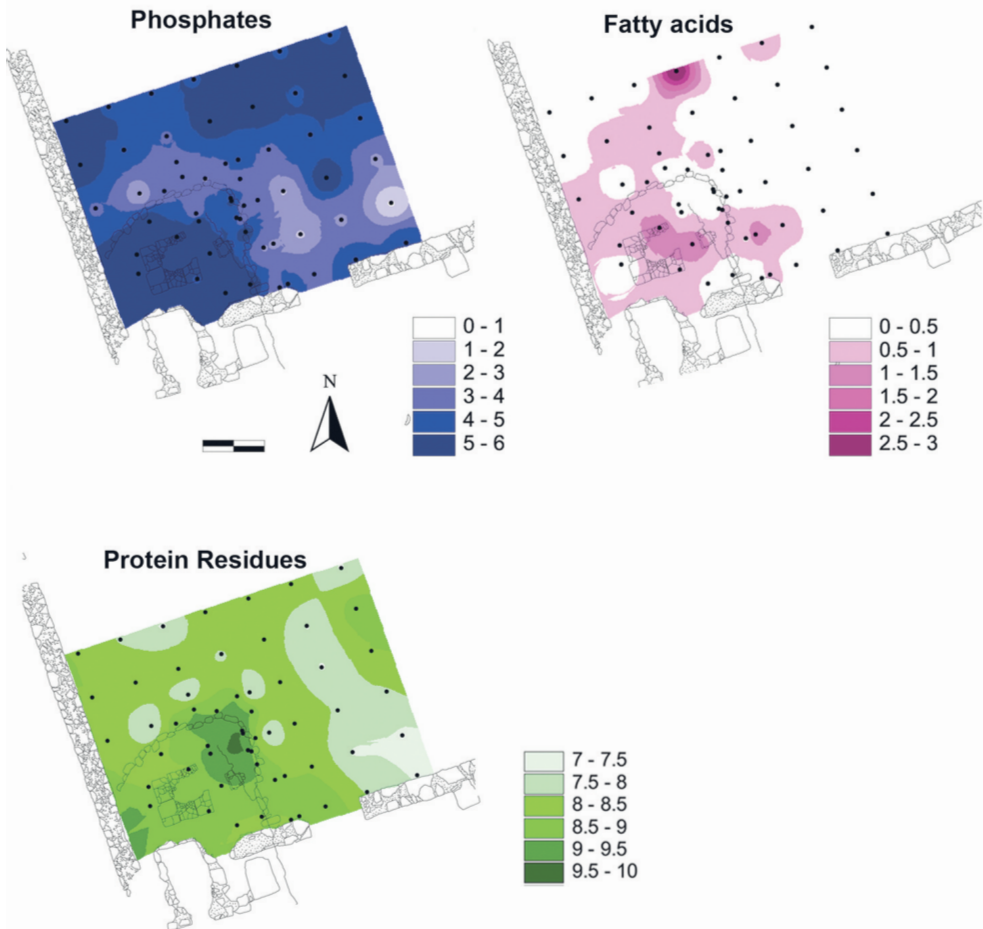 Phosphates
Fatty acids
0 - 1
1 - 2
2 - 3
3 - 4
4 - 5
5 - 6
N
0 - 0.5
0.5 - 1
1 - 1.5
1.5 - 2
2 - 2.5
2.5 - 3
Protein Residues
7 - 7.5
7.5 - 8
8 - 8.5
8.5 - 9
9 - 9.5
9.5 - 10